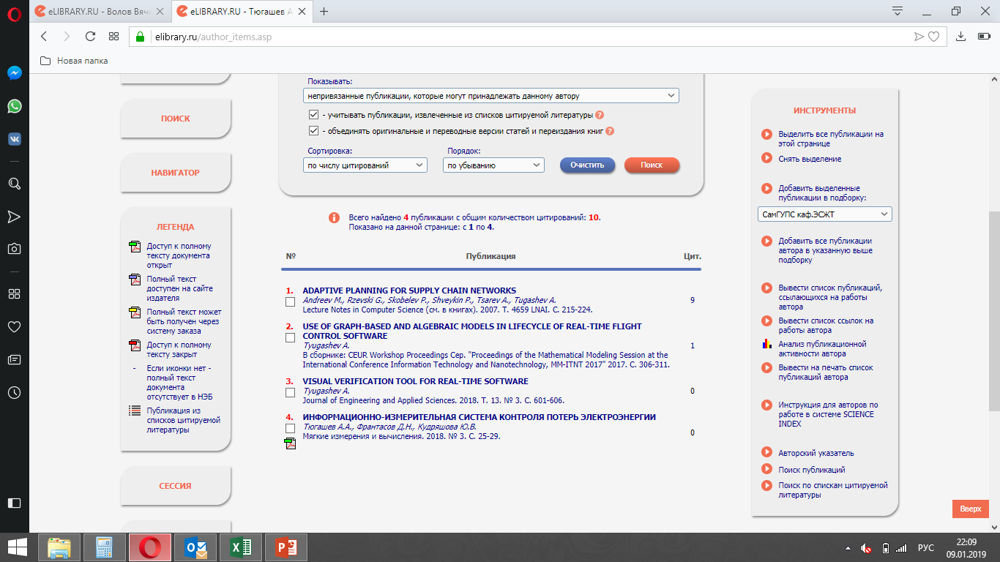 eLIBRARY.RU - Волов Вяче
eLIBRARY.RU - Тюгашев А
elibrary.ru/author_items.asp
Новая папка
ПОИСК
НАВИГАТОР
ЛЕГЕНДА
Доступ к полному
тексту документа
открыт
Полный текст
доступен на сайте
издателя
Полный текст может
быть получен через
систему заказа
Доступ к полному
тексту закрыт
- Если иконки нет -
полный текст
документа
отсутствует в НЭБ
Публикация из
списков цитируемой
литературы
СЕССИЯ
Показывать:
непривязанные публикации, которые могут принадлежать данному автору
- учитывать публикации, извлеченные из списков цитируемой литературы ?
- объединять оригинальные и переводные версии статей и переиздания книг ?
Сортировка: Порядок:
по числу цитирований по убыванию Очистить Поиск
Всего найдено 4 публикации с общим количеством цитирований: 10.
Показано на данной странице: с 1 по 4.
№ Публикация Цит.
1. ADAPTIVE PLANNING FOR SUPPLY CHAIN NETWORKS
Andreev M., Rzevski G., Skobelev P., Shveykin P., Tsarev A., Tugashev A. 9
Lecture Notes in Computer Science (см. в книгах). 2007. Т. 4659 LNAI. С. 215-224.
2. USE OF GRAPH-BASED AND ALGEBRAIC MODELS IN LIFECYCLE OF REAL-TIME FLIGHT
CONTROL SOFTWARE
Tyugashev A. 1
В сборнике: CEUR Workshop Proceedings Сер. "Proceedings of the Mathematical Modeling Session at the
International Conference Information Technology and Nanotechnology, MM-ITNT 2017" 2017. С. 306-311.
3. VISUAL VERIFICATION TOOL FOR REAL-TIME SOFTWARE
Tyugashev A. 0
Journal of Engineering and Applied Sciences. 2018. Т. 13. № 3. С. 601-606.
4. ИНФОРМАЦИОННО-ИЗМЕРИТЕЛЬНАЯ СИСТЕМА КОНТРОЛЯ ПОТЕРЬ ЭЛЕКТРОЭНЕРГИИ
Тюгашев А.А., Франтасов Д.Н., Кудряшова Ю.В.
Мягкие измерения и вычисления. 2018. № 3. С. 25-29. 0
ИНСТРУМЕНТЫ
Выделить все публикации на
этой странице
Снять выделение
Добавить выделенные
публикации в подборку:
СамГУПС каф.ЭСЖТ
Добавить все публикации
автора в указанную выше
подборку
Вывести список публикаций,
ссылающихся на работы
автора
Вывести список ссылок на
работы автора
Анализ публикационной
активности автора
Вывести на печать список
публикаций автора
Инструкция для авторов по
работе в системе SCIENCE
INDEX
Авторский указатель
Поиск публикаций
Поиск по спискам цитируемой
литературы
Вверх
РУС
22:09
09.01.2019